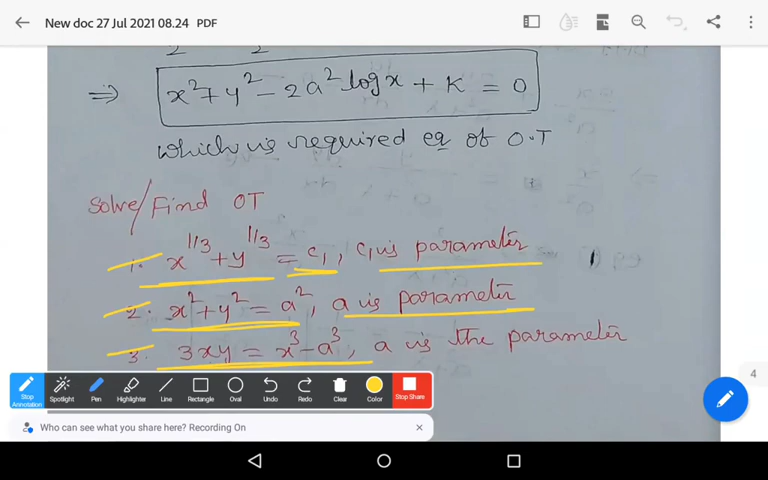 New doc 27 Jul 2021 08.24 PDF
2 2
⇒ x²+y²-2a² log x + K = 0
which is required eq of O.T
Solve/Find OT
1. x^1/3 + y^1/3 = c₁, c₁ is parameter
2. x²+y² = a², a is parameter
3. 3xy = x³-a³, a is the parameter
4
Stop Annotation Spotlight Pen Highlighter Line Rectangle Oval Undo Redo Clear Color Stop Share
Who can see what you share here? Recording On